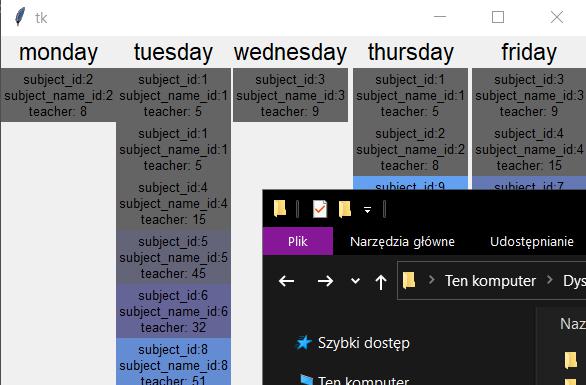 tk
monday
subject_id:2
subject_name_id:2
teacher: 8
tuesday
subject_id:1
subject_name_id:1
teacher: 5
subject_id:1
subject_name_id:1
teacher: 5
subject_id:4
subject_name_id:4
teacher: 15
subject_id:5
subject_name_id:5
teacher: 45
subject_id:6
subject_name_id:6
teacher: 32
subject_id:8
subject_name_id:8
teacher: 51
wednesday
subject_id:3
subject_name_id:3
teacher: 9
thursday
subject_id:1
subject_name_id:1
teacher: 5
subject_id:2
subject_name_id:2
teacher: 8
subject_id:9
friday
subject_id:3
subject_name_id:3
teacher: 9
subject_id:4
subject_name_id:4
teacher: 15
subject_id:7
Plik
Narzędzia główne
Udostępnianie
Ten komputer
Dys
Naz
Szybki dostęp
Ten komputer